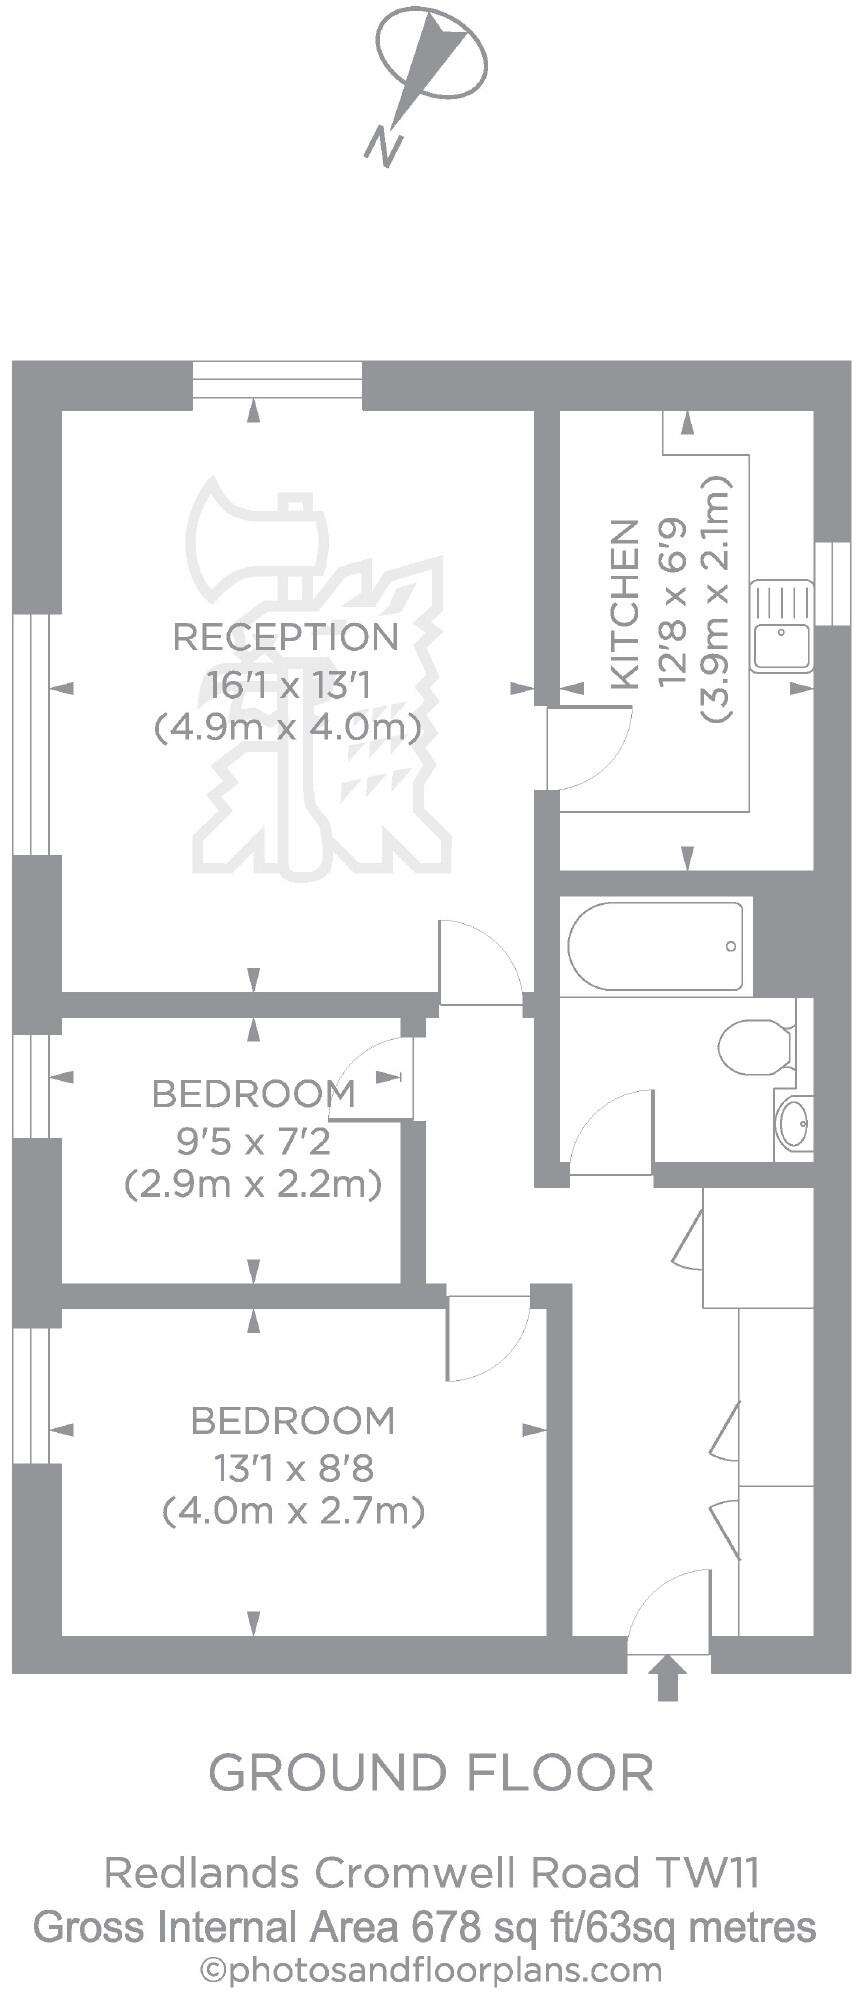 N
RECEPTION
16'1 x 13'1
(4.9m x 4.0m)
KITCHEN
12'8 x 6'9
(3.9m x 2.1m)
BEDROOM
9'5 x 7'2
(2.9m x 2.2m)
BEDROOM
13'1 x 8'8
(4.0m x 2.7m)
GROUND FLOOR
Redlands Cromwell Road TW11
Gross Internal Area 678 sq ft/63sq metres
©photosandfloorplans.com